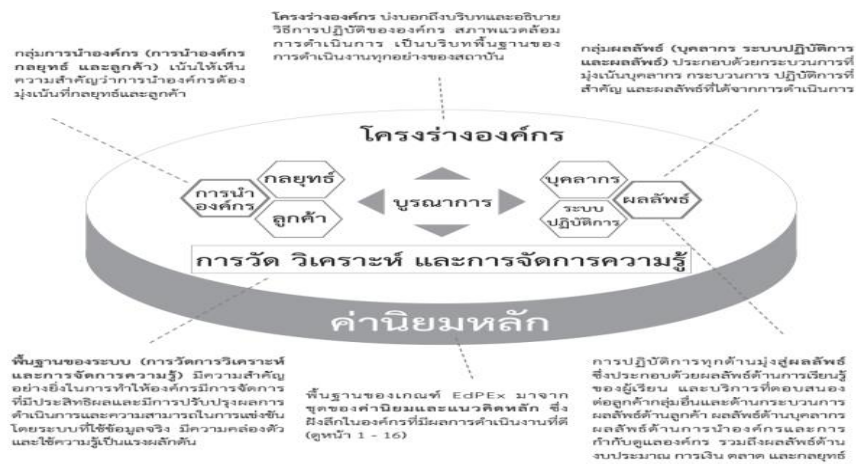 โครงร่างองค์กร บ่งบอกถึงบริบทและอธิบาย
วิธีการปฏิบัติขององค์กร สภาพแวดล้อม
การดำเนินการ เป็นบริบทพื้นฐานของ
การดำเนินงานทุกอย่างของสถาบัน
กลุ่มการนำองค์กร (การนำองค์กร
กลยุทธ์ และลูกค้า) เน้นให้เห็น
ความสำคัญว่าการนำองค์กรต้อง
มุ่งเน้นที่กลยุทธ์และลูกค้า
กลุ่มผลลัพธ์ (บุคลากร ระบบปฏิบัติการ
และผลลัพธ์) ประกอบด้วยกระบวนการที่
มุ่งเน้นบุคลากร กระบวนการ ปฏิบัติการที่
สำคัญ และผลลัพธ์ที่ได้จากการดำเนินการ
โครงร่างองค์กร
การนำ
องค์กร
กลยุทธ์
ลูกค้า
บูรณาการ
บุคลากร
ระบบ
ปฏิบัติการ
ผลลัพธ์
การวัด วิเคราะห์ และการจัดการความรู้
ค่านิยมหลัก
พื้นฐานของระบบ (การวัดการวิเคราะห์
และการจัดการความรู้) มีความสำคัญ
อย่างยิ่งในการทำให้องค์กรมีการจัดการ
ที่มีประสิทธิผลและมีการปรับปรุงผลการ
ดำเนินการและความสามารถในการแข่งขัน
โดยระบบที่ใช้ข้อมูลจริง มีความคล่องตัว
และใช้ความรู้เป็นแรงผลักดัน
พื้นฐานของเกณฑ์ EdPEx มาจาก
ชุดของค่านิยมและแนวคิดหลัก ซึ่ง
ฝังลึกในองค์กรที่มีผลการดำเนินงานที่ดี
(ดูหน้า 1 - 16)
การปฏิบัติการทุกด้านมุ่งสู่ผลลัพธ์
ซึ่งประกอบด้วยผลลัพธ์ด้านการเรียนรู้
ของผู้เรียน และบริการที่ตอบสนอง
ต่อลูกค้ากลุ่มอื่นและด้านกระบวนการ
ผลลัพธ์ด้านลูกค้า ผลลัพธ์ด้านบุคลากร
ผลลัพธ์ด้านการนำองค์กรและการ
กำกับดูแลองค์กร รวมถึงผลลัพธ์ด้าน
งบประมาณ การเงิน ตลาด และกลยุทธ์